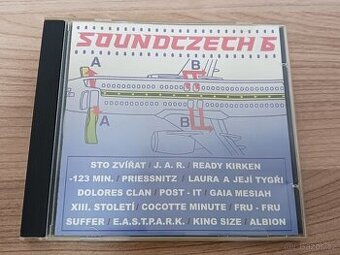 SOUNDCZECH 6
A
B
A
B
STO ZVÍŘAT / J. A. R. / READY KIRKEN
-123 MIN. / PRIESSNITZ / LAURA A JEJÍ TYGŘI
DOLORES CLAN / POST - IT / GAIA MESIAH
XIII. STOLETÍ / COCOTTE MINUTE / FRU - FRU
SUFFER / E.A.S.T.P.A.R.K. / KING SIZE / ALBION